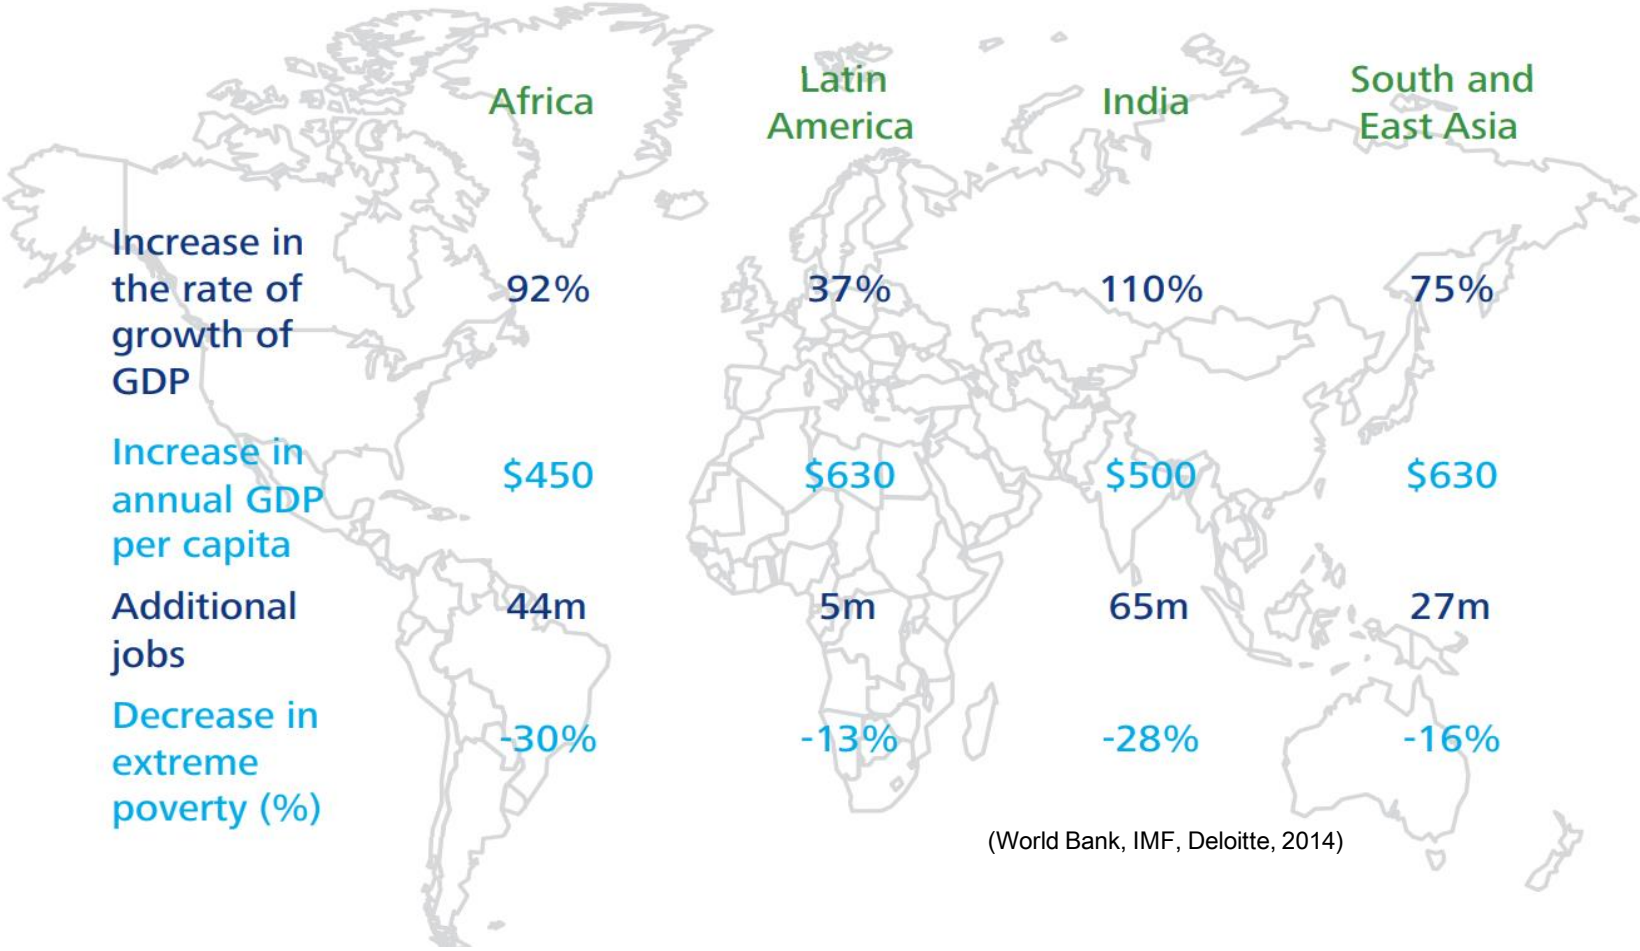 Africa
Latin
America
India
South and
East Asia
Increase in
the rate of
growth of
GDP
92%
37%
110%
75%
Increase in
annual GDP
per capita
$450
$630
$500
$630
Additional
jobs
44m
5m
65m
27m
Decrease in
extreme
poverty (%)
-30%
-13%
-28%
-16%
(World Bank, IMF, Deloitte, 2014)